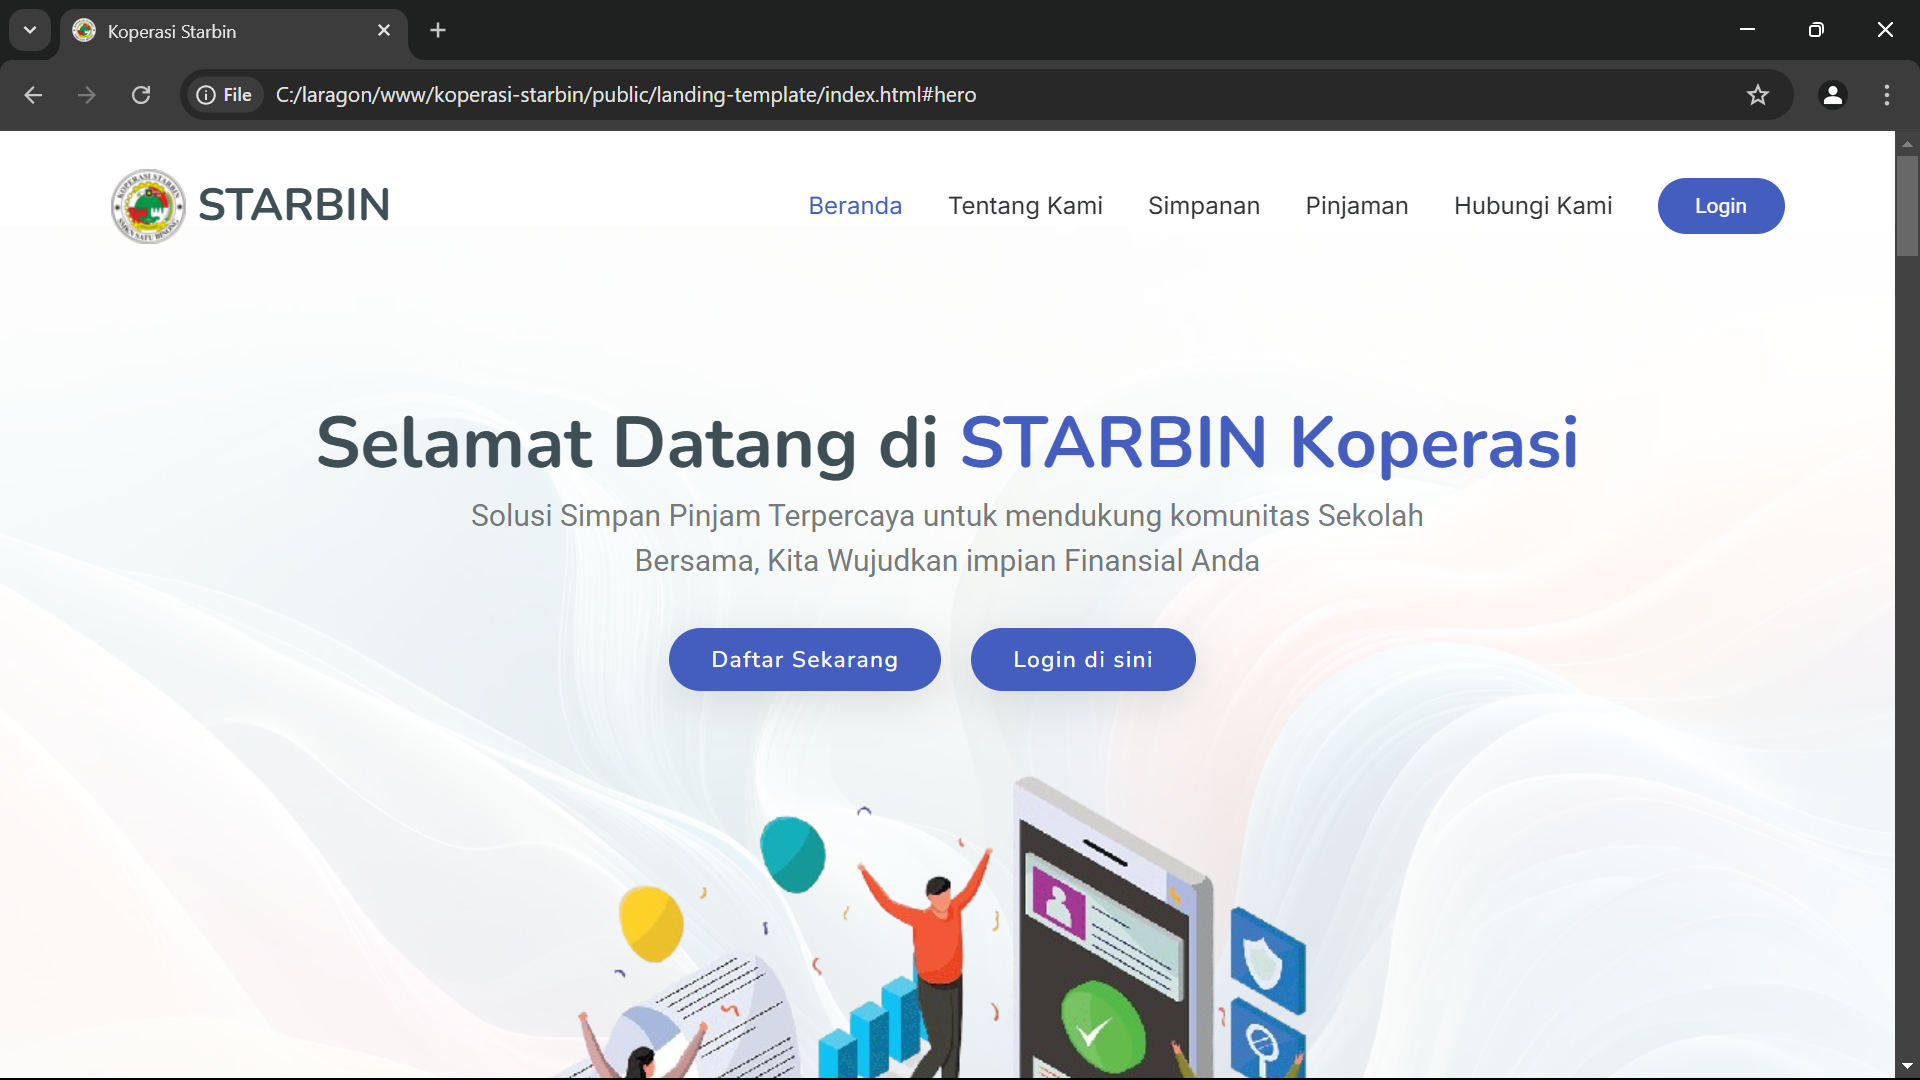 Koperasi Starbin
File
C:/laragon/www/koperasi-starbin/public/landing-template/index.html#hero
KOPERASI STARBIN
STARBIN
Beranda
Tentang Kami
Simpanan
Pinjaman
Hubungi Kami
Login
Selamat Datang di STARBIN Koperasi
Solusi Simpan Pinjam Terpercaya untuk mendukung komunitas Sekolah
Bersama, Kita Wujudkan impian Finansial Anda
Daftar Sekarang
Login di sini